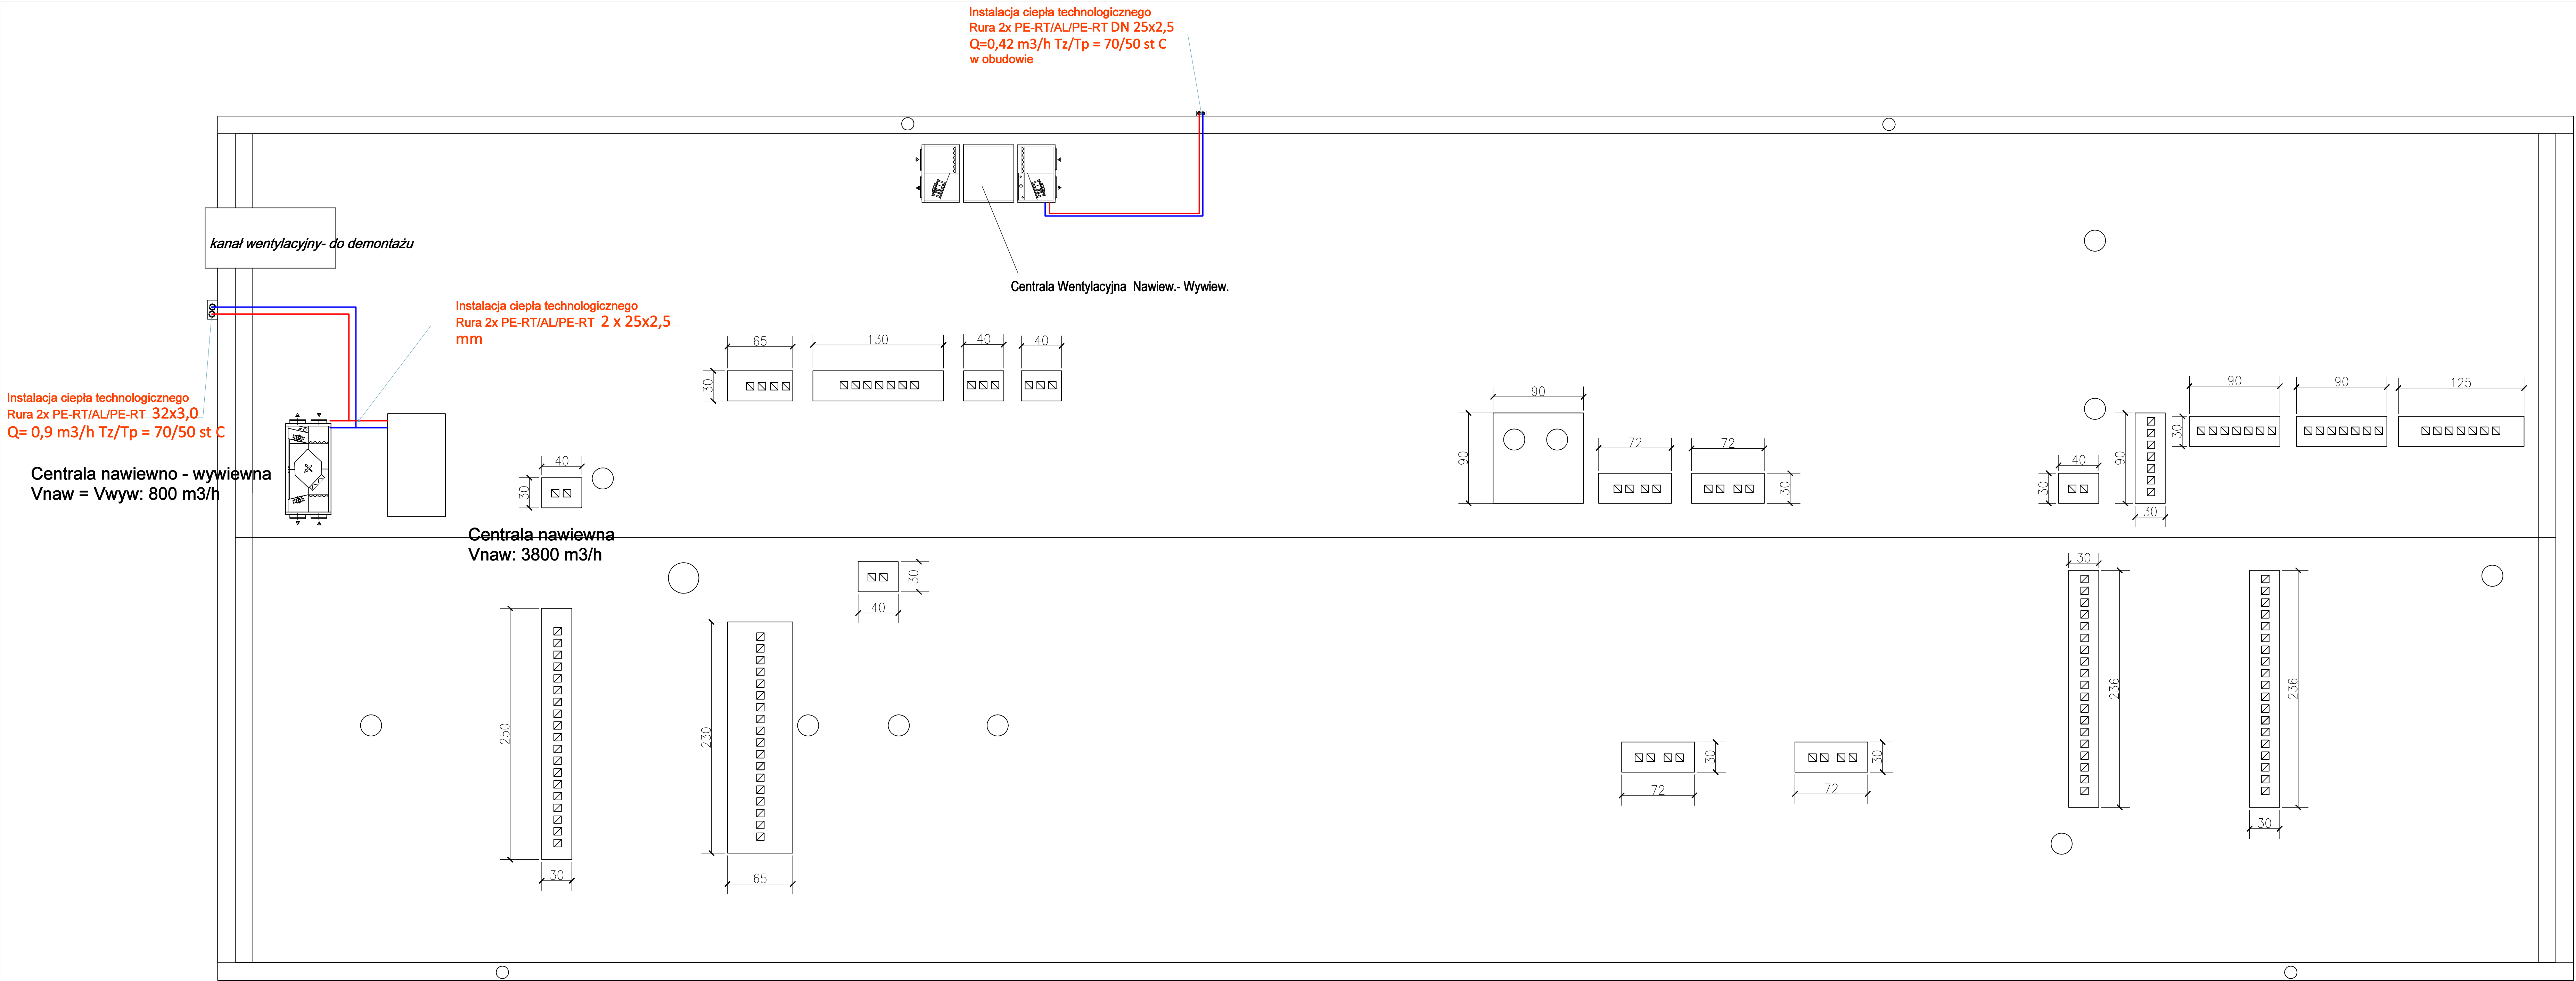 Instalacja ciepła technologicznego
Rura 2x PE-RT/AL/PE-RT DN 25x2,5
Q=0,42 m3/h Tz/Tp = 70/50 st C
w obudowie
kanał wentylacyjny- do demontażu
Centrala Wentylacyjna Nawiew.- Wywiew.
Instalacja ciepła technologicznego
Rura 2x PE-RT/AL/PE-RT 2 x 25x2,5
mm
Instalacja ciepła technologicznego
Rura 2x PE-RT/AL/PE-RT 32x3,0
Q= 0,9 m3/h Tz/Tp = 70/50 st C
Centrala nawiewno - wywiewna
Vnaw = Vwyw: 800 m3/h
Centrala nawiewna
Vnaw: 3800 m3/h
65
130
40
40
30
90
90
72
72
30
90
90
125
30
90
40
30
30
40
30
30
40
250
30
230
65
30
72
30
72
30
236
236
30